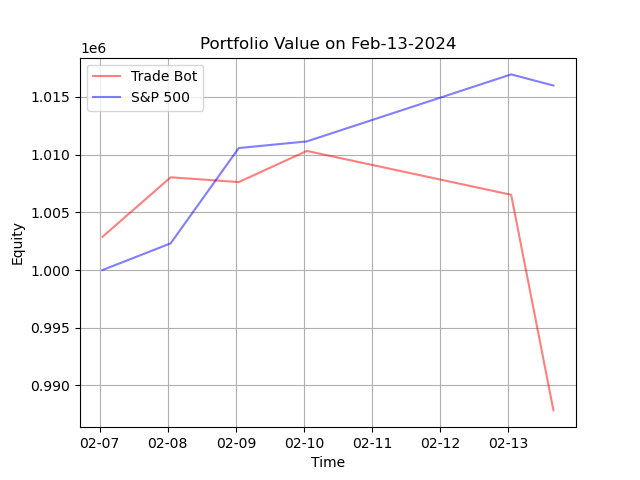 Portfolio Value on Feb-13-2024
1e6
Trade Bot
S&P 500
1.015
1.010
1.005
1.000
0.995
0.990
Equity
02-07 02-08 02-09 02-10 02-11 02-12 02-13
Time